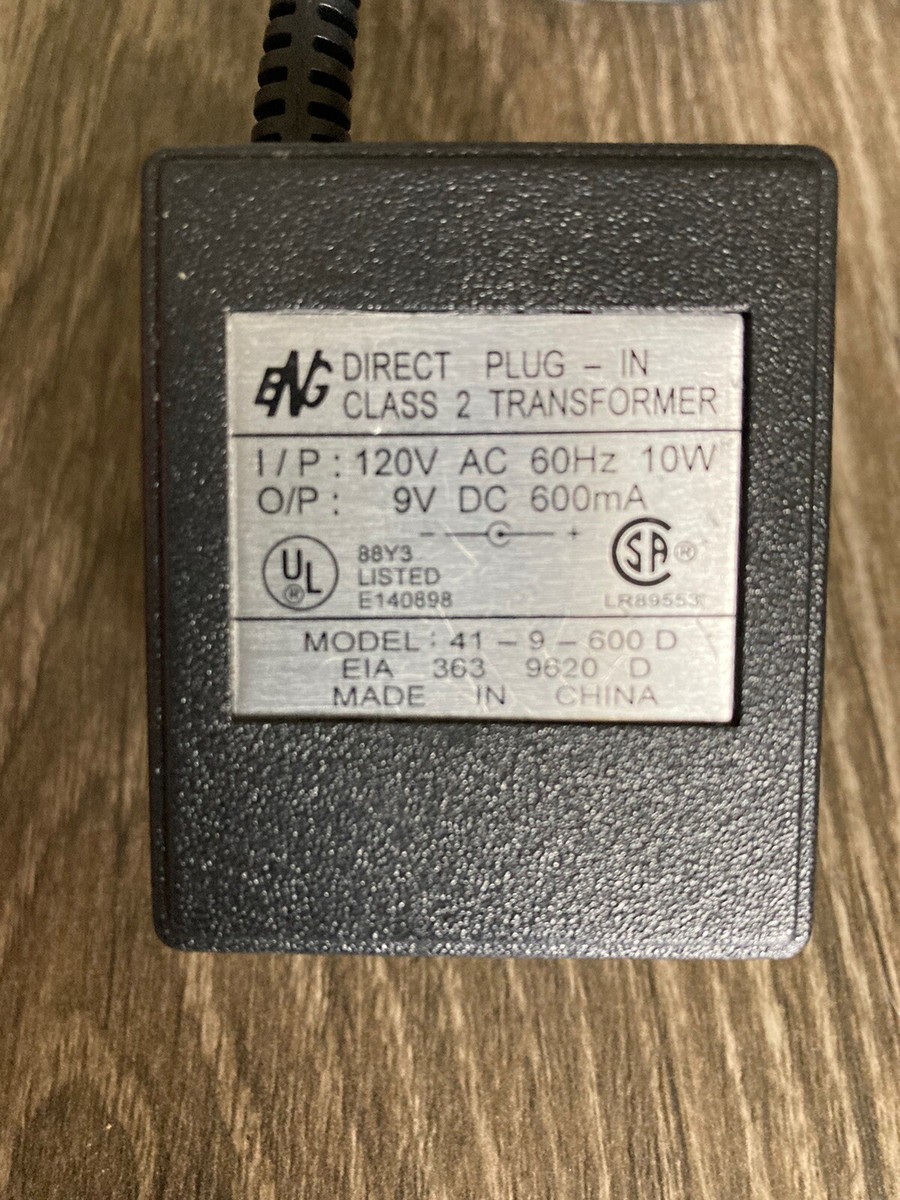 ENG DIRECT PLUG – IN
CLASS 2 TRANSFORMER
I/P : 120V AC 60Hz 10W
O/P : 9V DC 600mA
− +
UL ® 88Y3
LISTED
E140898
SA ®
LR89553
MODEL : 41 – 9 – 600 D
EIA 363 9620 D
MADE IN CHINA